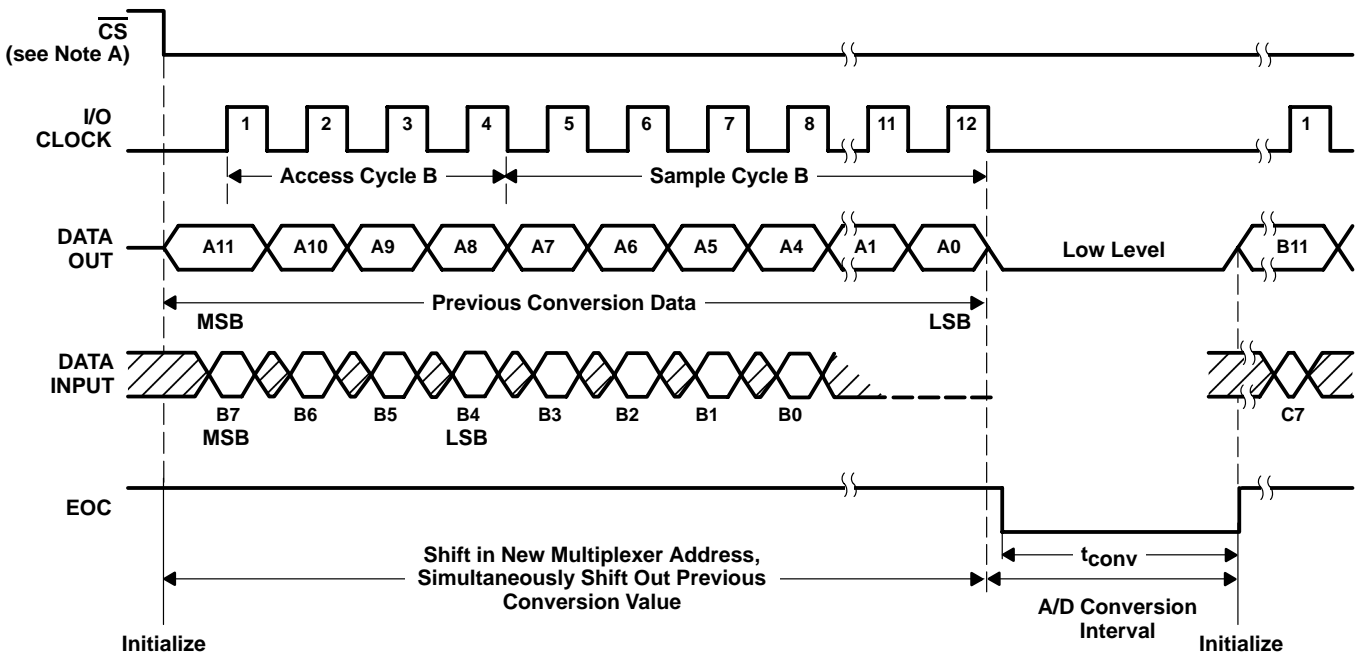 CS
(see Note A)
I/O
CLOCK
1 2 3 4 5 6 7 8 11 12 1
Access Cycle B Sample Cycle B
DATA
OUT
A11 A10 A9 A8 A7 A6 A5 A4 A1 A0 Low Level B11
Previous Conversion Data
MSB LSB
DATA
INPUT
B7 B6 B5 B4 B3 B2 B1 B0 C7
MSB LSB
EOC
Shift in New Multiplexer Address,
Simultaneously Shift Out Previous
Conversion Value
tconv
A/D Conversion
Interval
Initialize Initialize